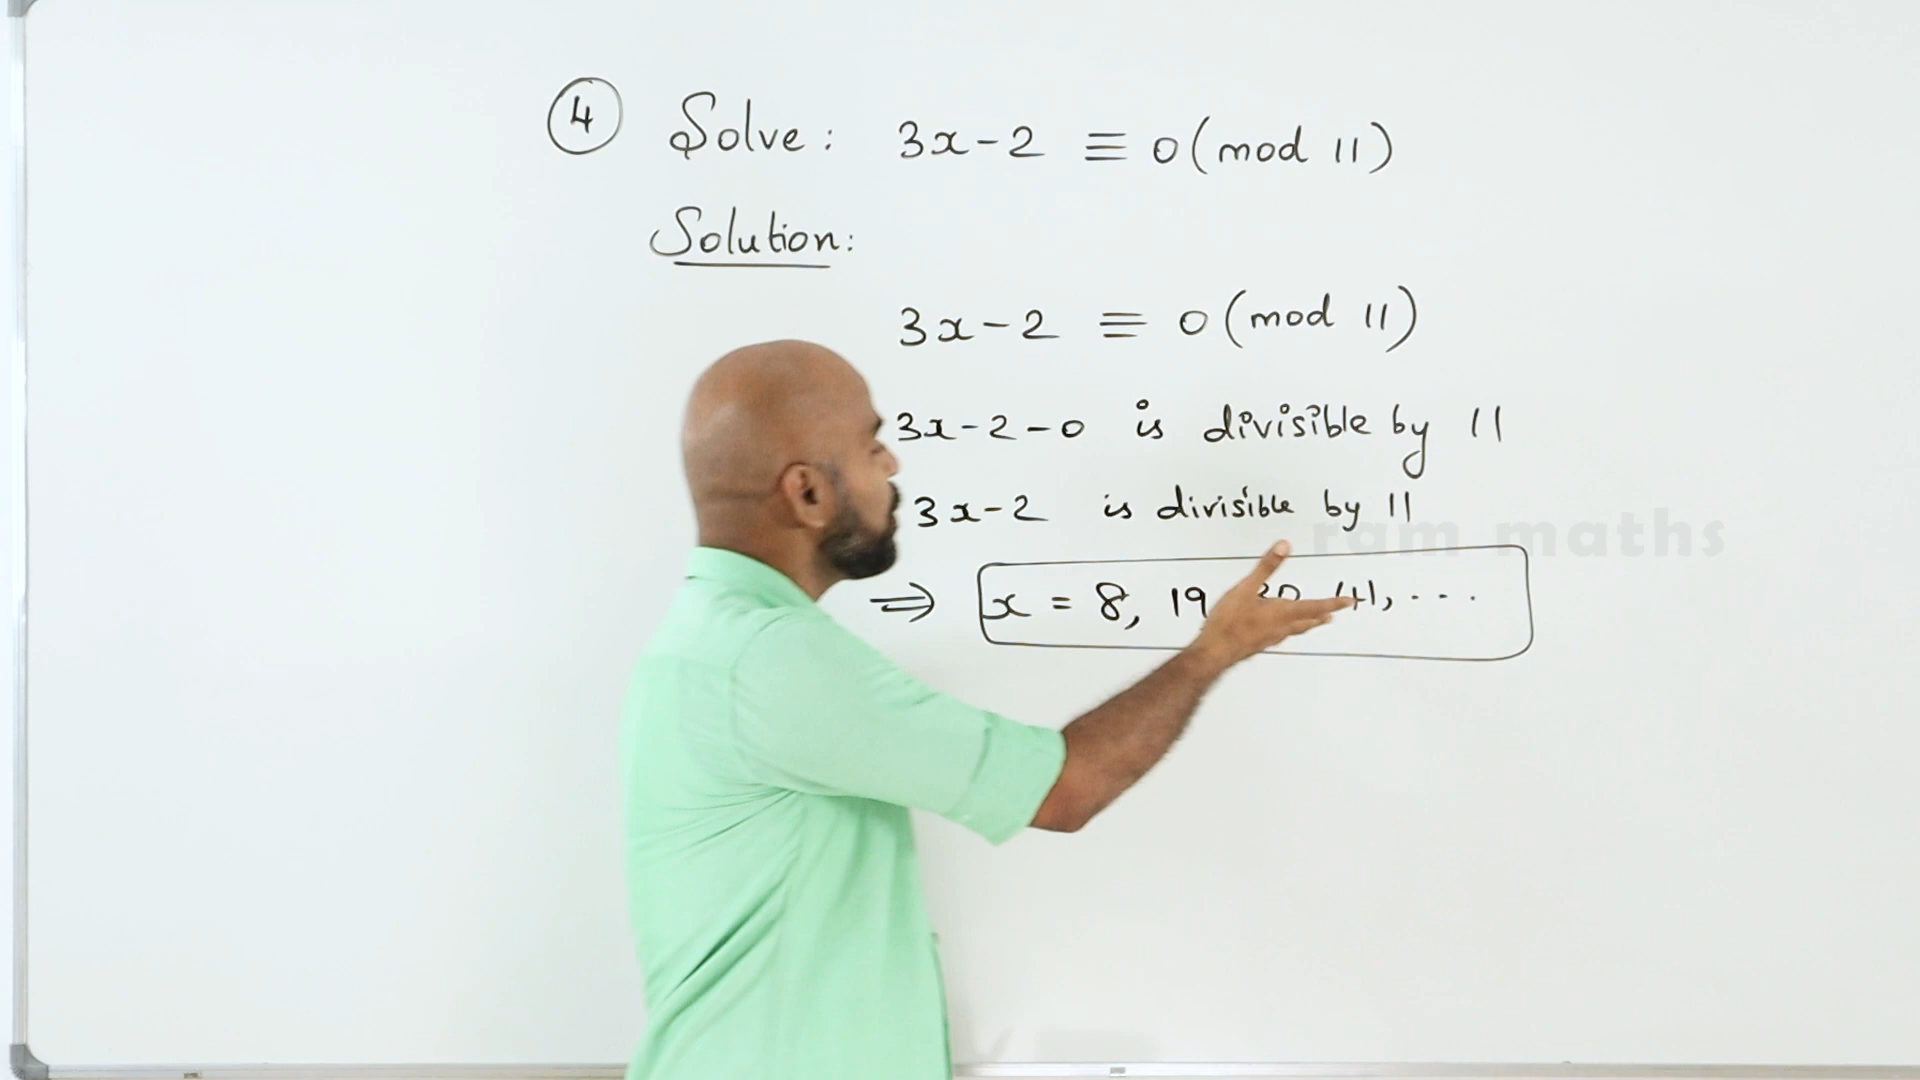 ④ Solve: 3x-2 ≡ 0 (mod 11)
Solution:
3x-2 ≡ 0 (mod 11)
3x-2-0 is divisible by 11
3x-2 is divisible by 11
ram maths
⇒ x = 8, 19 30 41, ...